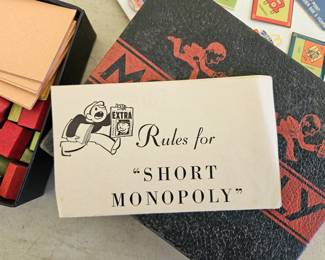 EXTRA
Rules for
"SHORT
MONOPOLY"
M
Y